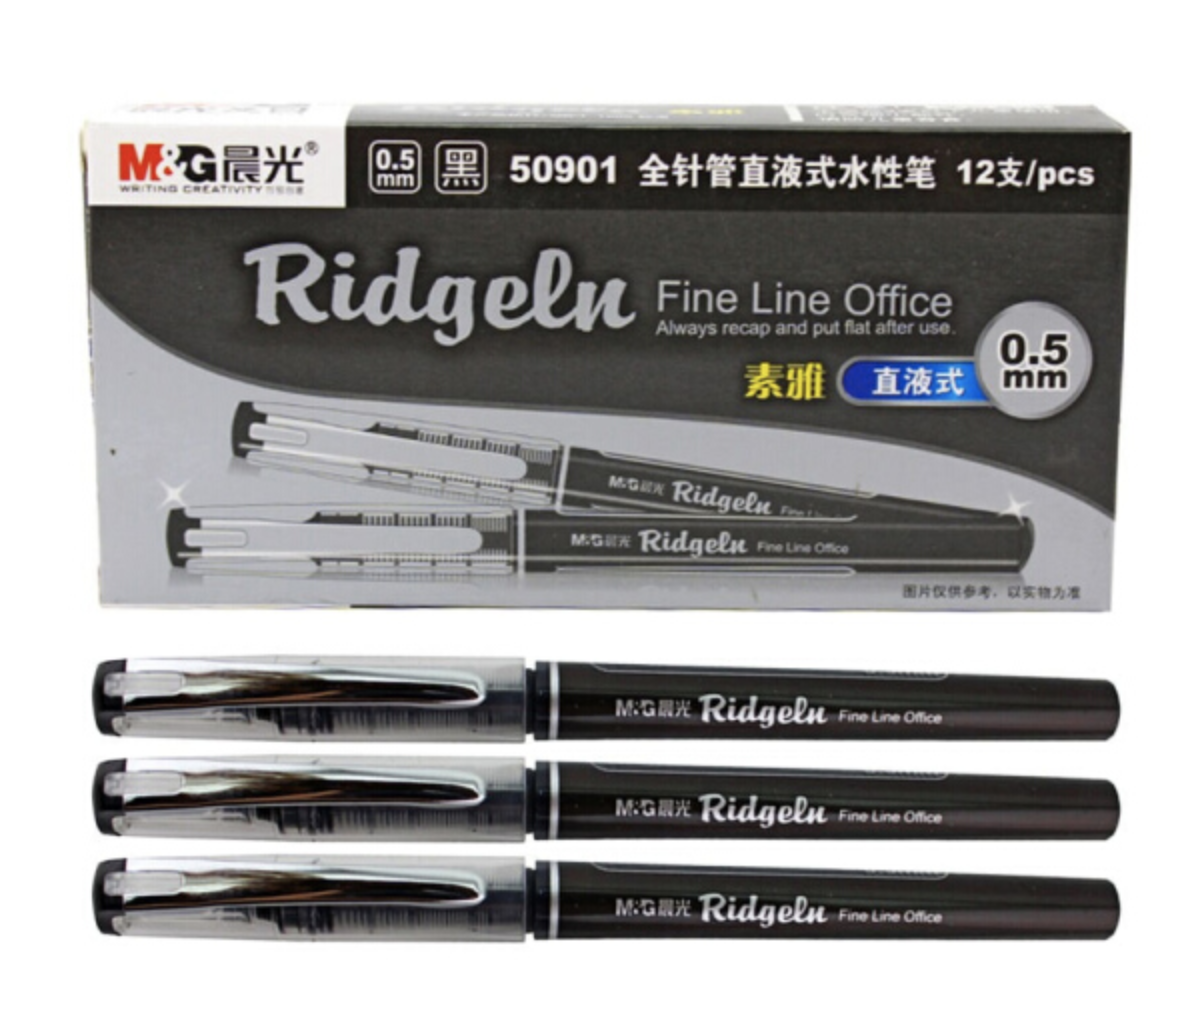 M&G晨光®
WRITING CREATIVITY
0.5 mm 黑 50901 全针管直液式水性笔 12支/pcs
Ridgeln Fine Line Office
Always recap and put flat after use.
素雅 直液式 0.5 mm
M&G晨光 Ridgeln Fine Line
M&G晨光 Ridgeln Fine Line Office
图片仅供参考，以实物为准
M&G晨光 Ridgeln Fine Line Office
M&G晨光 Ridgeln Fine Line Office
M&G晨光 Ridgeln Fine Line Office